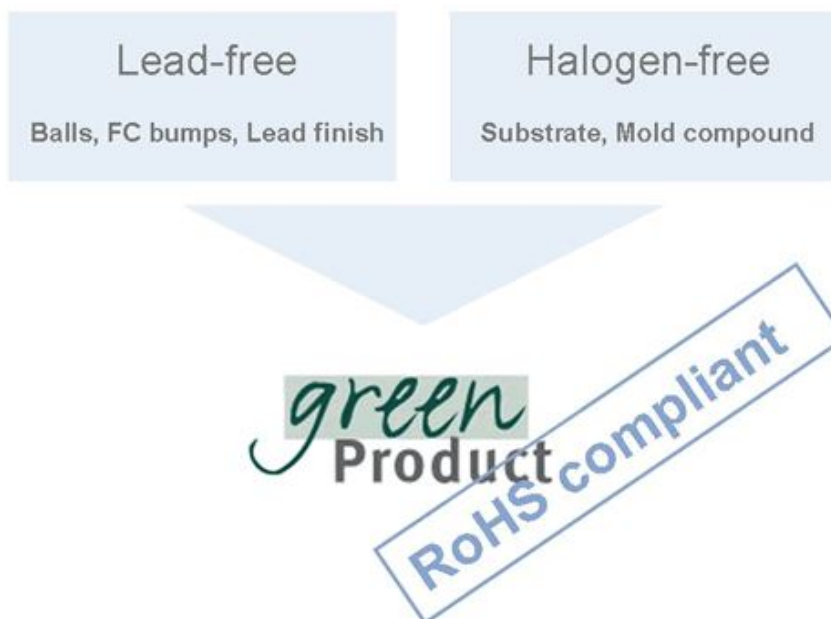 Lead-free
Balls, FC bumps, Lead finish
Halogen-free
Substrate, Mold compound
green
Product
RoHS compliant